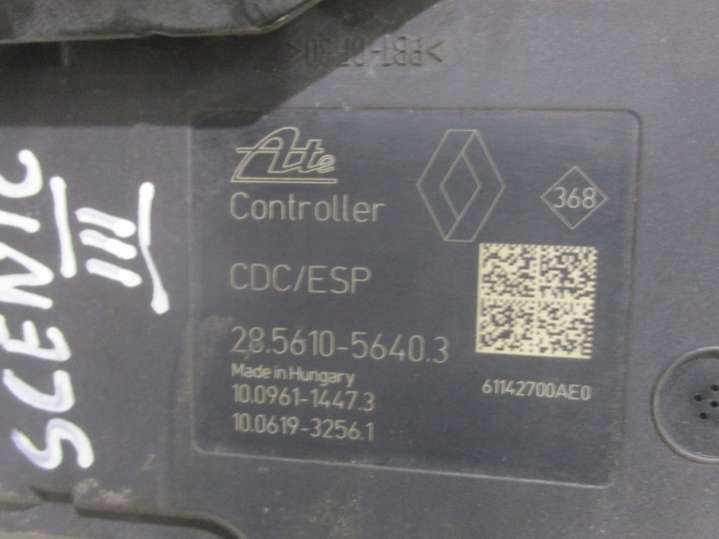 >PBT-GF30<
Ate
Controller
368
CDC/ESP
28.5610-5640.3
Made in Hungary
10.0961-1447.3
10.0619-3256.1
61142700AE0
SCENIC
III